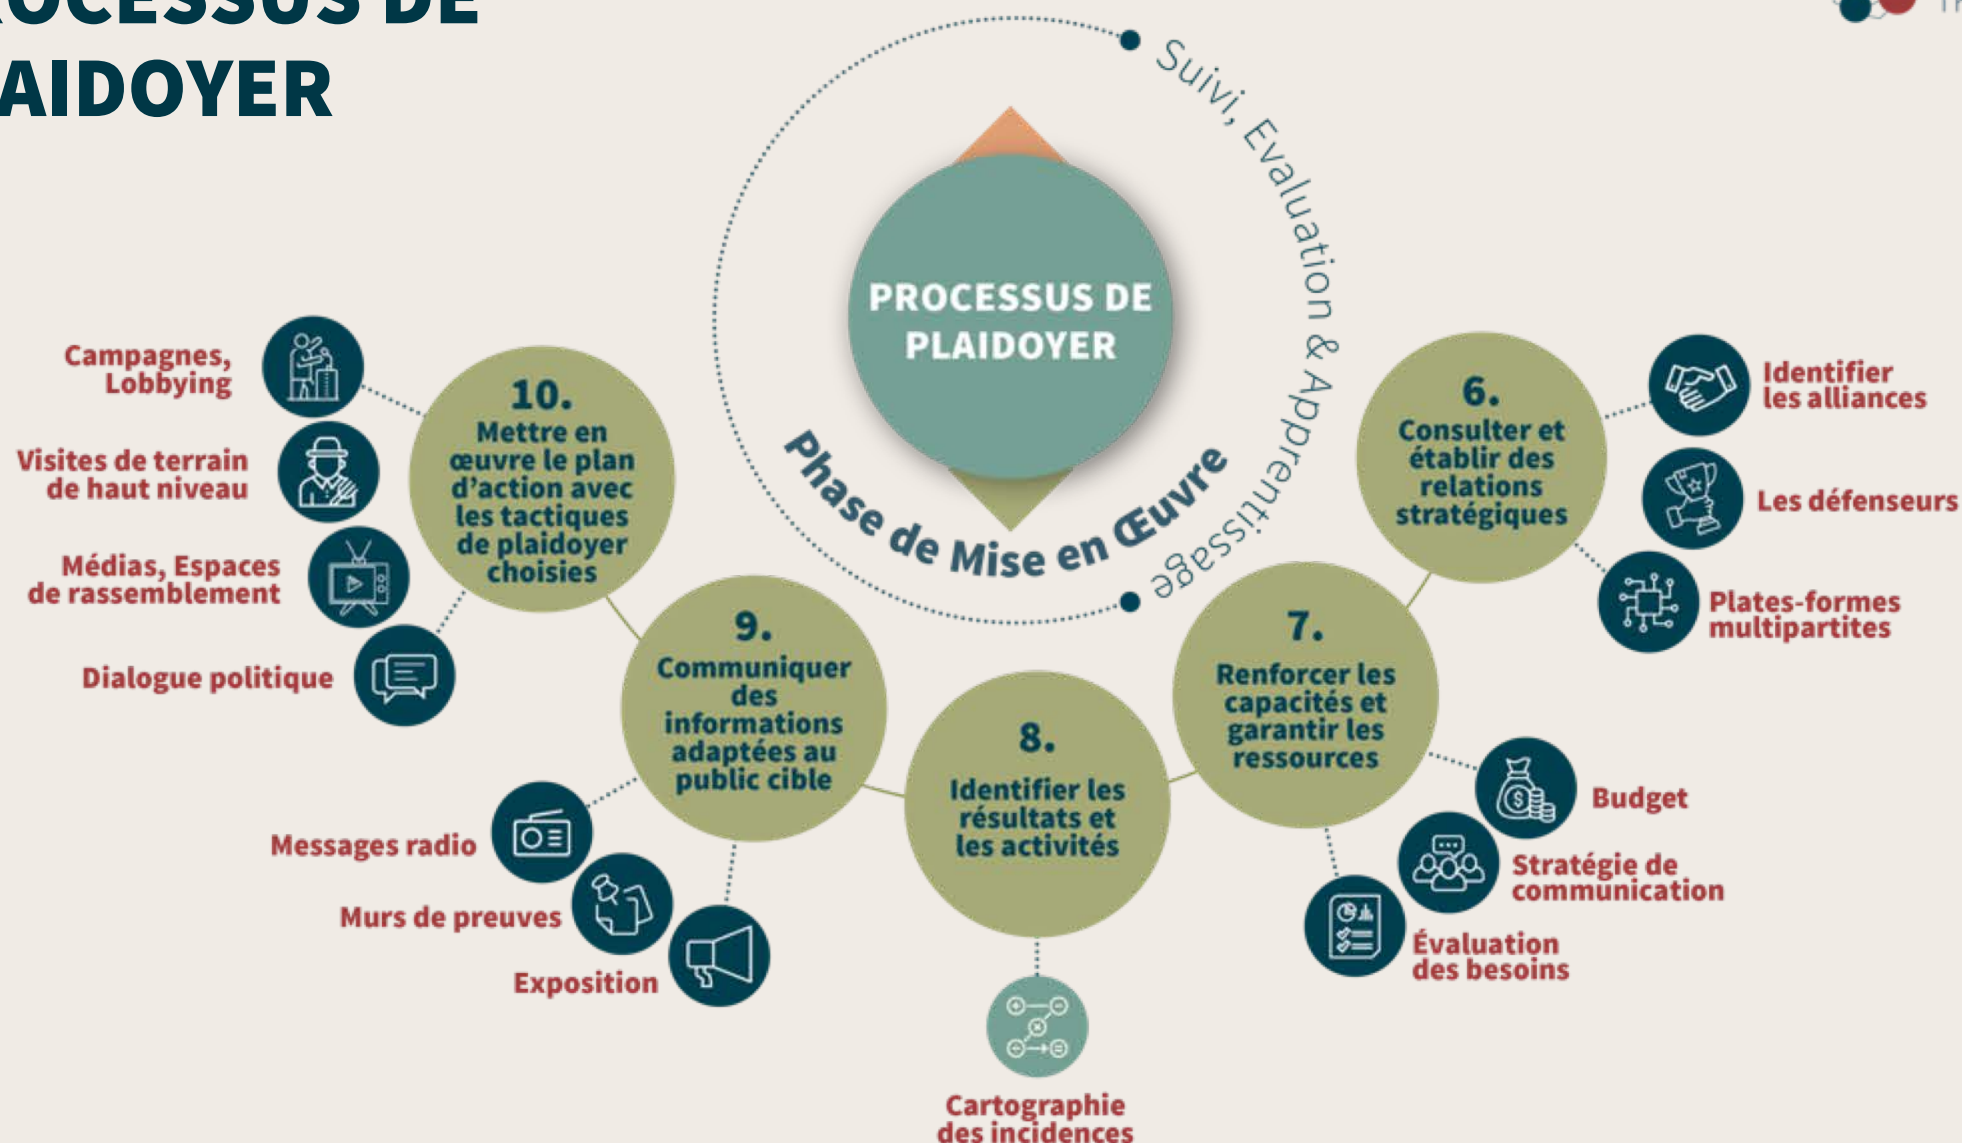 PROCESSUS DE
PLAIDOYER
Suivi, Evaluation & Apprentissage
PROCESSUS DE
PLAIDOYER
Phase de Mise en Œuvre
6.
Consulter et
établir des
relations
stratégiques
Identifier
les alliances
Les défenseurs
Plates-formes
multipartites
7.
Renforcer les
capacités et
garantir les
ressources
Budget
Stratégie de
communication
Évaluation
des besoins
8.
Identifier les
résultats et
les activités
Cartographie
des incidences
9.
Communiquer
des
informations
adaptées au
public cible
Messages radio
Murs de preuves
Exposition
10.
Mettre en
œuvre le plan
d’action avec
les tactiques
de plaidoyer
choisies
Campagnes,
Lobbying
Visites de terrain
de haut niveau
Médias, Espaces
de rassemblement
Dialogue politique